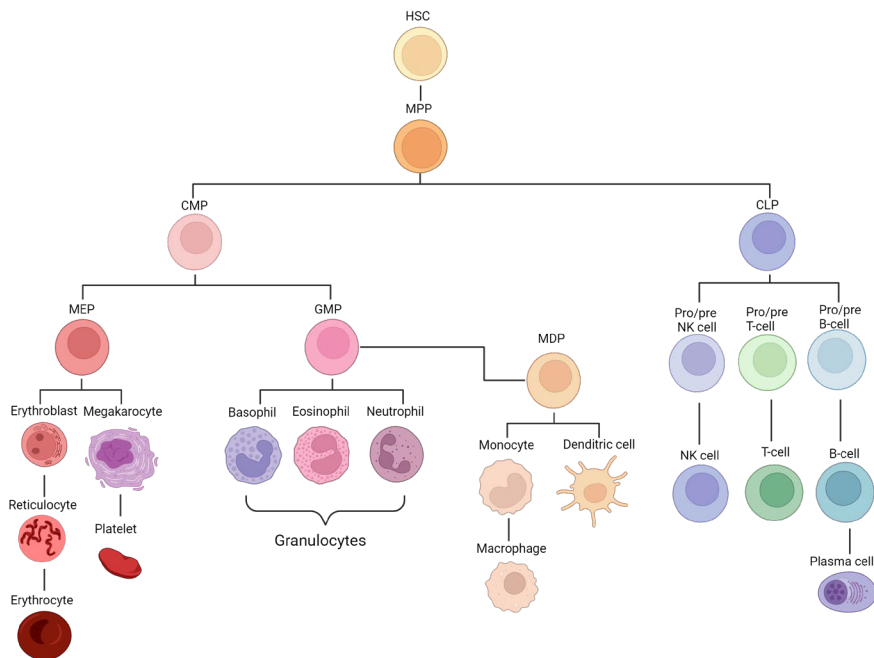 HSC
MPP
CMP
CLP
MEP
GMP
MDP
Pro/pre
NK cell
Pro/pre
T-cell
Pro/pre
B-cell
Erythroblast
Megakarocyte
Basophil
Eosinophil
Neutrophil
Monocyte
Denditric cell
NK cell
T-cell
B-cell
Reticulocyte
Platelet
Granulocytes
Macrophage
Plasma cell
Erythrocyte